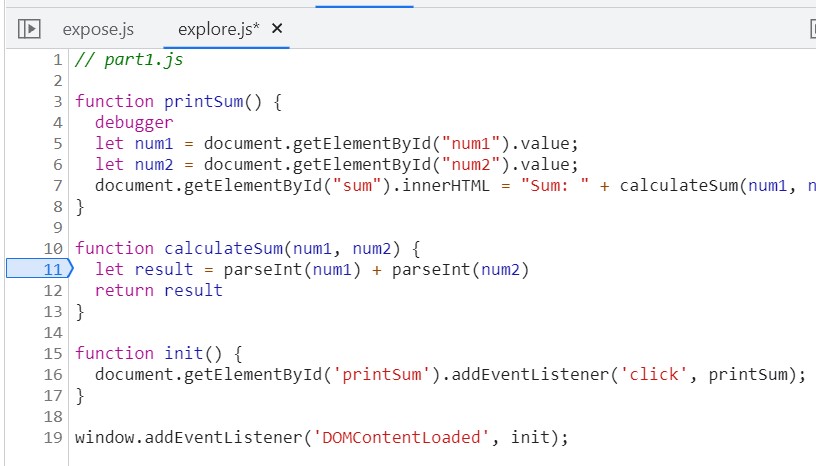 expose.js explore.js* ×
1 // part1.js
2
3 function printSum() {
4 debugger
5 let num1 = document.getElementById("num1").value;
6 let num2 = document.getElementById("num2").value;
7 document.getElementById("sum").innerHTML = "Sum: " + calculateSum(num1, n
8 }
9
10 function calculateSum(num1, num2) {
11 let result = parseInt(num1) + parseInt(num2)
12 return result
13 }
14
15 function init() {
16 document.getElementById('printSum').addEventListener('click', printSum);
17 }
18
19 window.addEventListener('DOMContentLoaded', init);